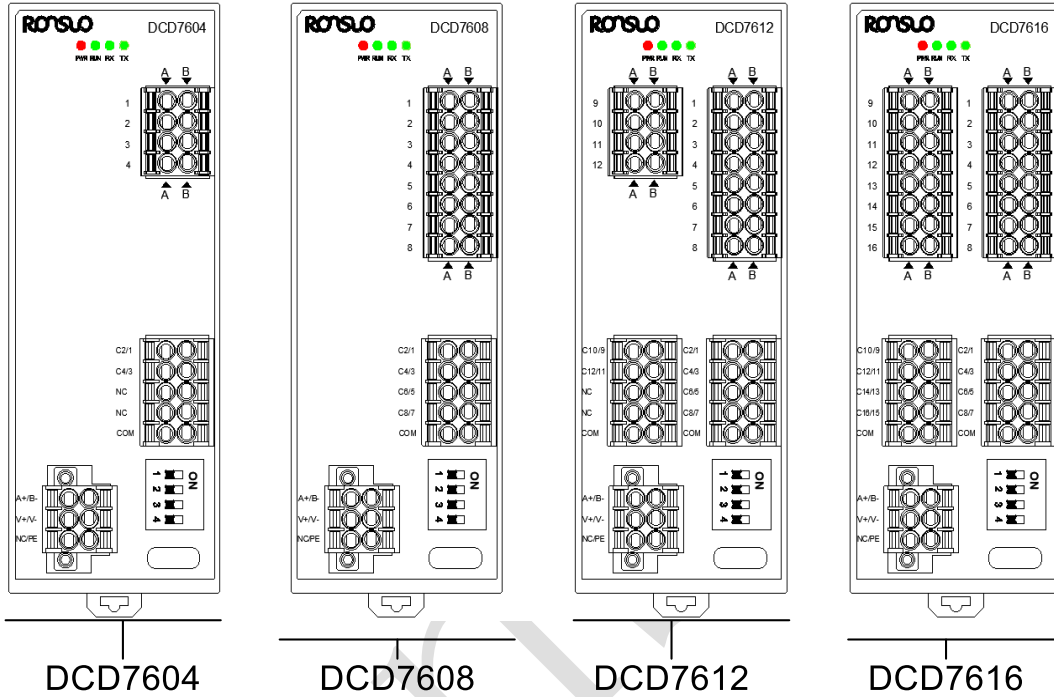 DCD7604
PWR RUN RX TX
A B
1
2
3
4
A B
C2/1
C4/3
NC
NC
COM
1 2 3 4
ON
A+/B-
V+/V-
NC/PE
DCD7604
DCD7608
PWR RUN RX TX
A B
1
2
3
4
5
6
7
8
A B
C2/1
C4/3
C6/5
C8/7
COM
1 2 3 4
ON
A+/B-
V+/V-
NC/PE
DCD7608
DCD7612
PWR RUN RX TX
A B A B
9 1
10 2
11 3
12 4
A B
5
6
7
8
A B
C10/9 C2/1
C12/11 C4/3
NC C6/5
NC C8/7
COM COM
1 2 3 4
ON
A+/B-
V+/V-
NC/PE
DCD7612
DCD7616
PWR RUN RX TX
A B A B
9 1
10 2
11 3
12 4
13 5
14 6
15 7
16 8
A B A B
C10/9 C2/1
C12/11 C4/3
C14/13 C6/5
C16/15 C8/7
COM COM
1 2 3 4
ON
A+/B-
V+/V-
NC/PE
DCD7616